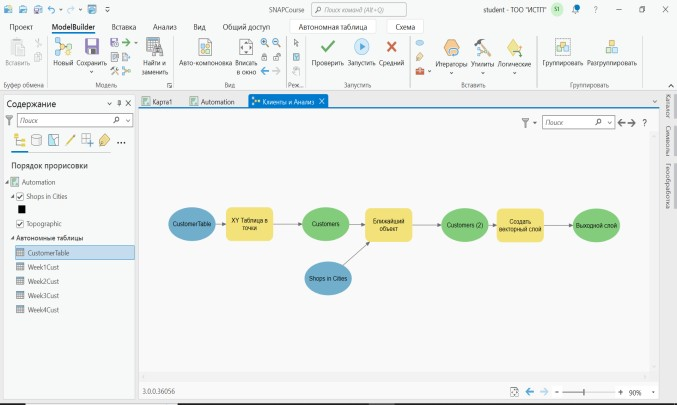 SNAPCourse
Поиск команд (Alt+Q)
student - ТОО "ИСТП"
S1
?
Проект
ModelBuilder
Вставка
Анализ
Вид
Общий доступ
Автономная таблица
Схема
Вставить
Новый
Сохранить
Найти и заменить
Авто-компоновка
Вписать в окно
Проверить
Запустить
Средний
Итераторы
Утилиты
Логические
Группировать
Разгруппировать
Буфер обмена
Модель
Вид
Реж...
Запустить
Вставить
Группировать
Содержание
Поиск
Порядок прорисовки
Automation
Shops in Cities
Topographic
Автономные таблицы
CustomerTable
Week1Cust
Week2Cust
Week3Cust
Week4Cust
Карта1
Automation
Клиенты и Анализ
Поиск
?
CustomerTable
XY Таблица в точки
Customers
Ближайший объект
Customers (2)
Создать векторный слой
Выходной слой
Shops in Cities
3.0.0.36056
90%
Каталог
Символы
Геообработка